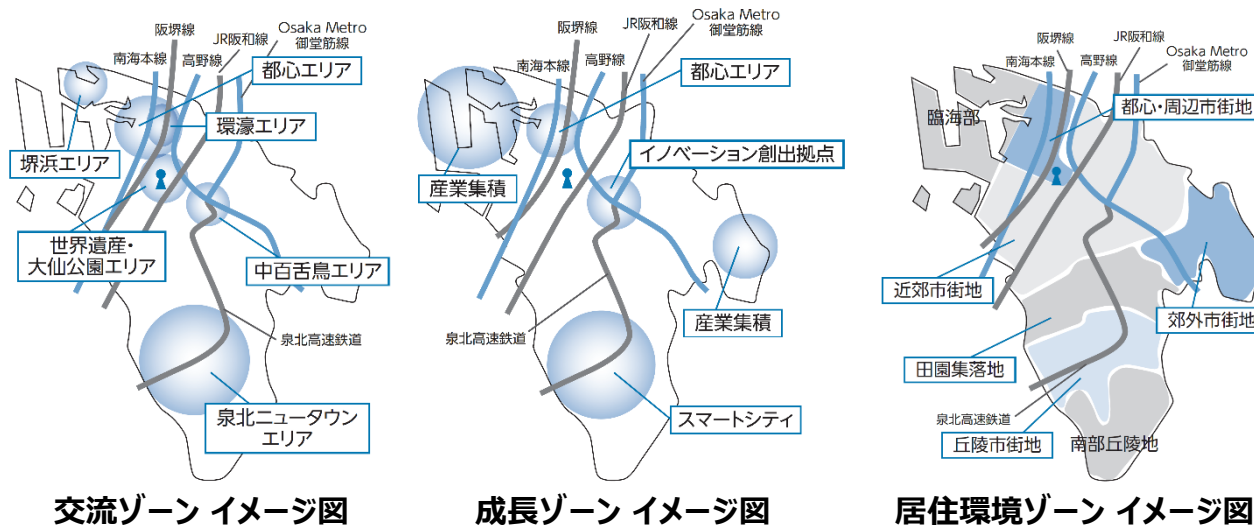 阪堺線
Osaka Metro
御堂筋線
JR阪和線
南海本線
高野線
都心エリア
環濠エリア
堺浜エリア
世界遺産・
大仙公園エリア
中百舌鳥エリア
泉北高速鉄道
泉北ニュータウン
エリア
交流ゾーン イメージ図
阪堺線
Osaka Metro
御堂筋線
JR阪和線
高野線
南海本線
都心エリア
イノベーション創出拠点
産業集積
産業集積
泉北高速鉄道
スマートシティ
成長ゾーン イメージ図
阪堺線
JR阪和線
Osaka Metro
御堂筋線
南海本線
高野線
都心・周辺市街地
臨海部
近郊市街地
郊外市街地
田園集落地
泉北高速鉄道
丘陵市街地
南部丘陵地
居住環境ゾーン イメージ図